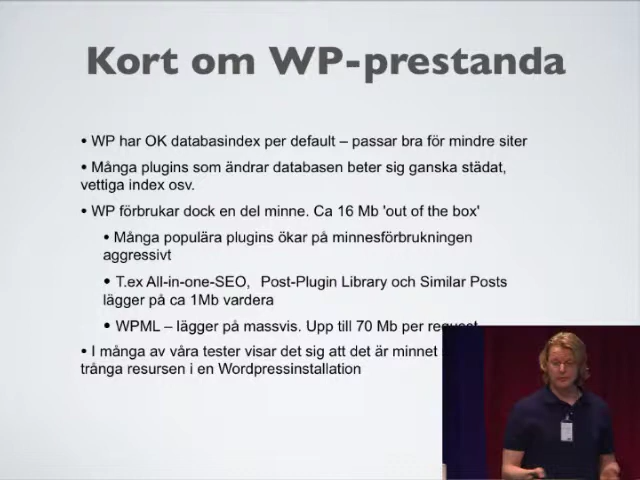 Kort om WP-prestanda
• WP har OK databasindex per default – passar bra för mindre siter
• Många plugins som ändrar databasen beter sig ganska städat,
vettiga index osv.
• WP förbrukar dock en del minne. Ca 16 Mb 'out of the box'
• Många populära plugins ökar på minnesförbrukningen
aggressivt
• T.ex All-in-one-SEO, Post-Plugin Library och Similar Posts
lägger på ca 1Mb vardera
• WPML – lägger på massvis. Upp till 70 Mb per request
• I många av våra tester visar det sig att det är minnet
trånga resursen i en Wordpressinstallation